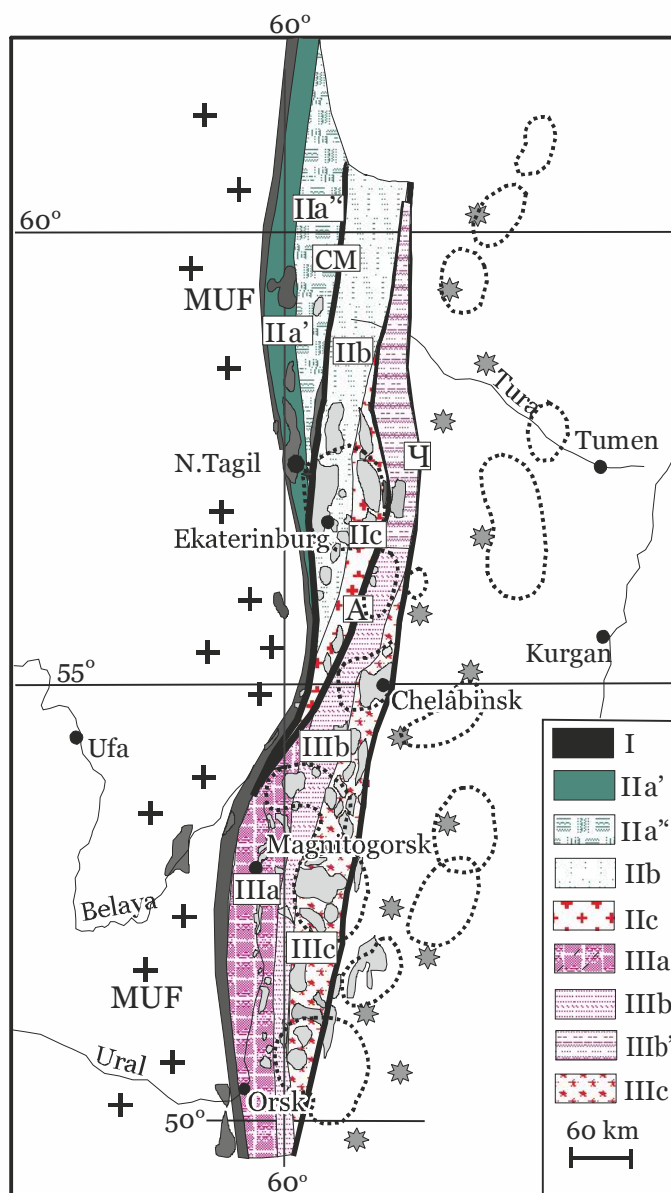 60°
60°
IIa“
CM
MUF
IIa’
IIb
Tura
Ч
N.Tagil
Tumen
Ekaterinburg
IIc
A
Kurgan
55°
Chelabinsk
Ufa
IIIb
Magnitogorsk
IIIa
Belaya
IIIc
MUF
Ural
Orsk
50°
60°
I
IIa’
IIa“
IIb
IIc
IIIa
IIIb
IIIb’
IIIc
60 km